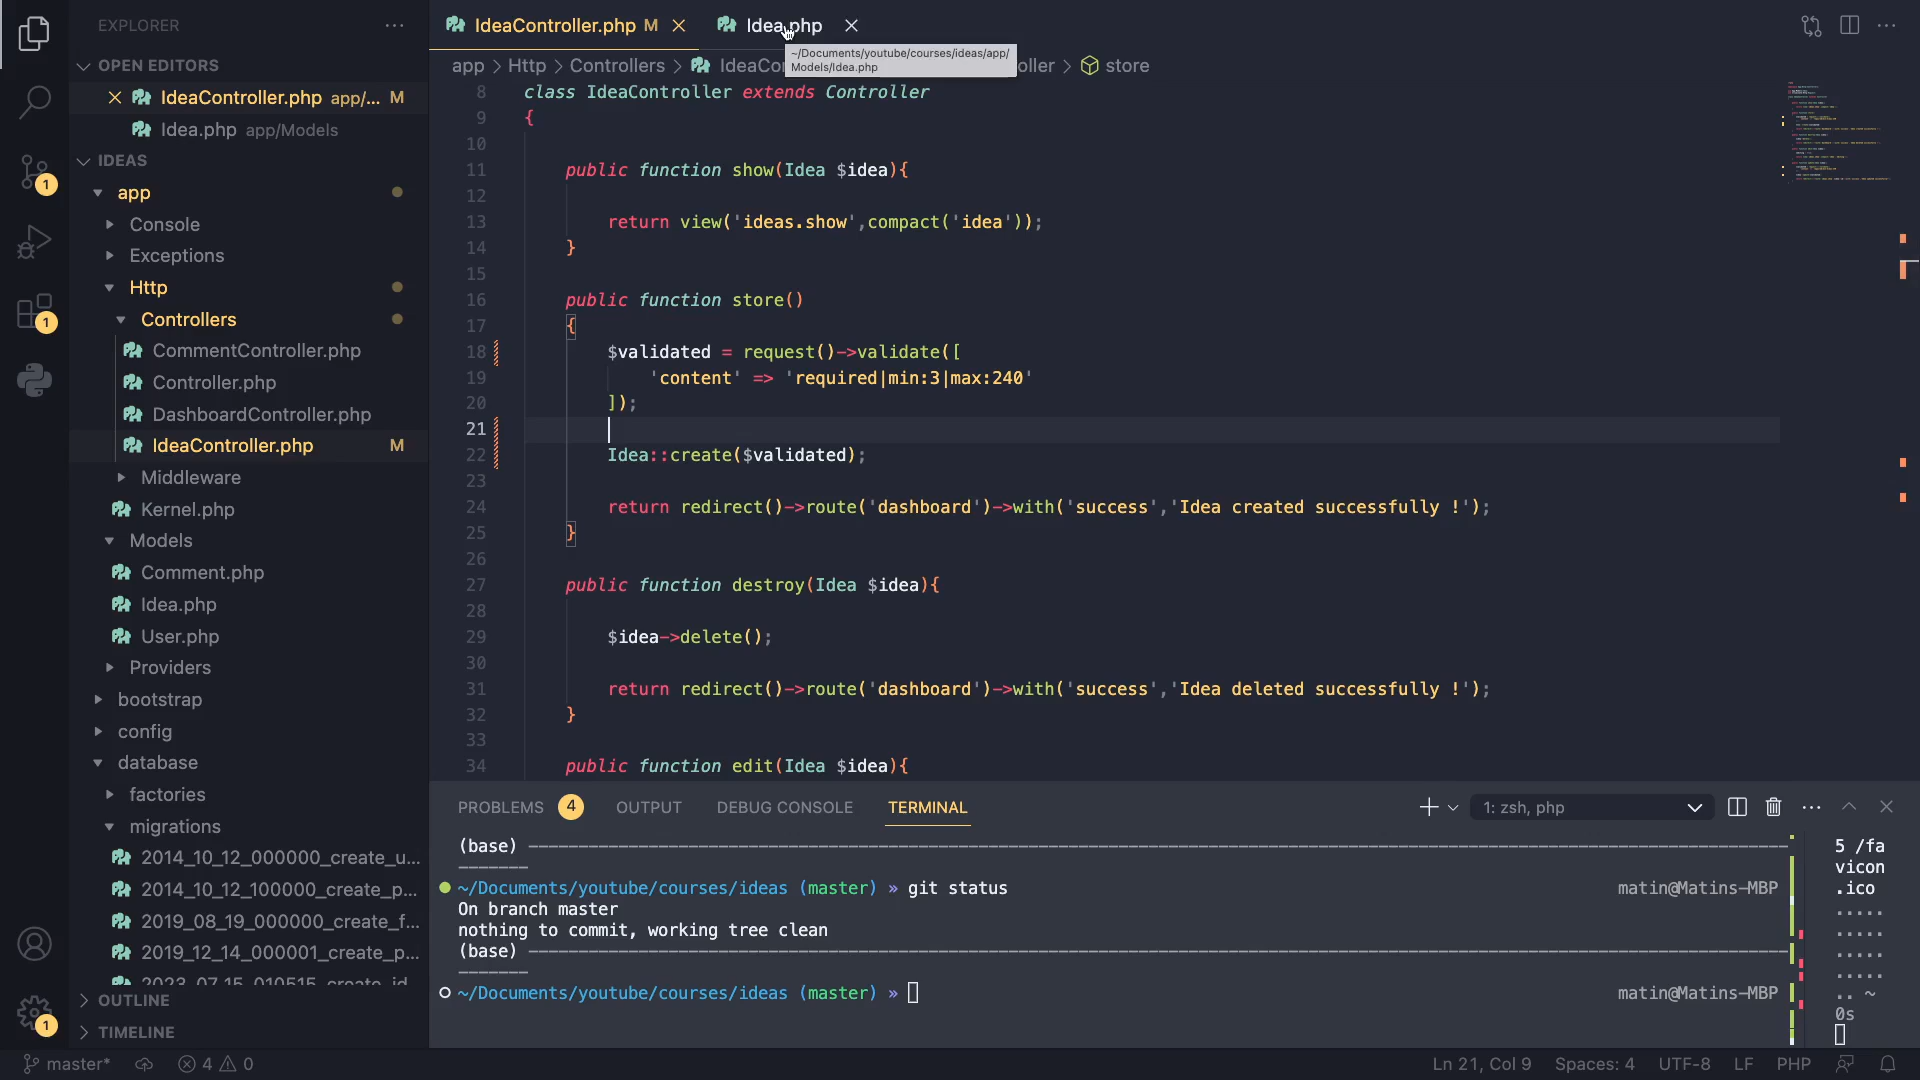 EXPLORER
OPEN EDITORS
IdeaController.php app/... M
Idea.php app/Models
IDEAS
app
Console
Exceptions
Http
Controllers
CommentController.php
Controller.php
DashboardController.php
IdeaController.php M
Middleware
Kernel.php
Models
Comment.php
Idea.php
User.php
Providers
bootstrap
config
database
factories
migrations
2014_10_12_000000_create_u...
2014_10_12_100000_create_p...
2019_08_19_000000_create_f...
2019_12_14_000001_create_p...
2023_07_15_010515_create_id
OUTLINE
TIMELINE
1
1
1
IdeaController.php M
Idea.php
~/Documents/youtube/courses/ideas/app/
Models/Idea.php
app > Http > Controllers > IdeaCon ller > store
8 class IdeaController extends Controller
9 {
10
11 public function show(Idea $idea){
12
13 return view('ideas.show',compact('idea'));
14 }
15
16 public function store()
17 {
18 $validated = request()->validate([
19 'content' => 'required|min:3|max:240'
20 ]);
21
22 Idea::create($validated);
23
24 return redirect()->route('dashboard')->with('success','Idea created successfully !');
25 }
26
27 public function destroy(Idea $idea){
28
29 $idea->delete();
30
31 return redirect()->route('dashboard')->with('success','Idea deleted successfully !');
32 }
33
34 public function edit(Idea $idea){
PROBLEMS 4 OUTPUT DEBUG CONSOLE TERMINAL
1: zsh, php
(base)
~/Documents/youtube/courses/ideas (master) » git status matin@Matins-MBP
On branch master
nothing to commit, working tree clean
(base)
~/Documents/youtube/courses/ideas (master) » matin@Matins-MBP
5 /fa
vicon
.ico
.....
.....
.....
.....
.. ~
0s
master* 4 0
Ln 21, Col 9 Spaces: 4 UTF-8 LF PHP